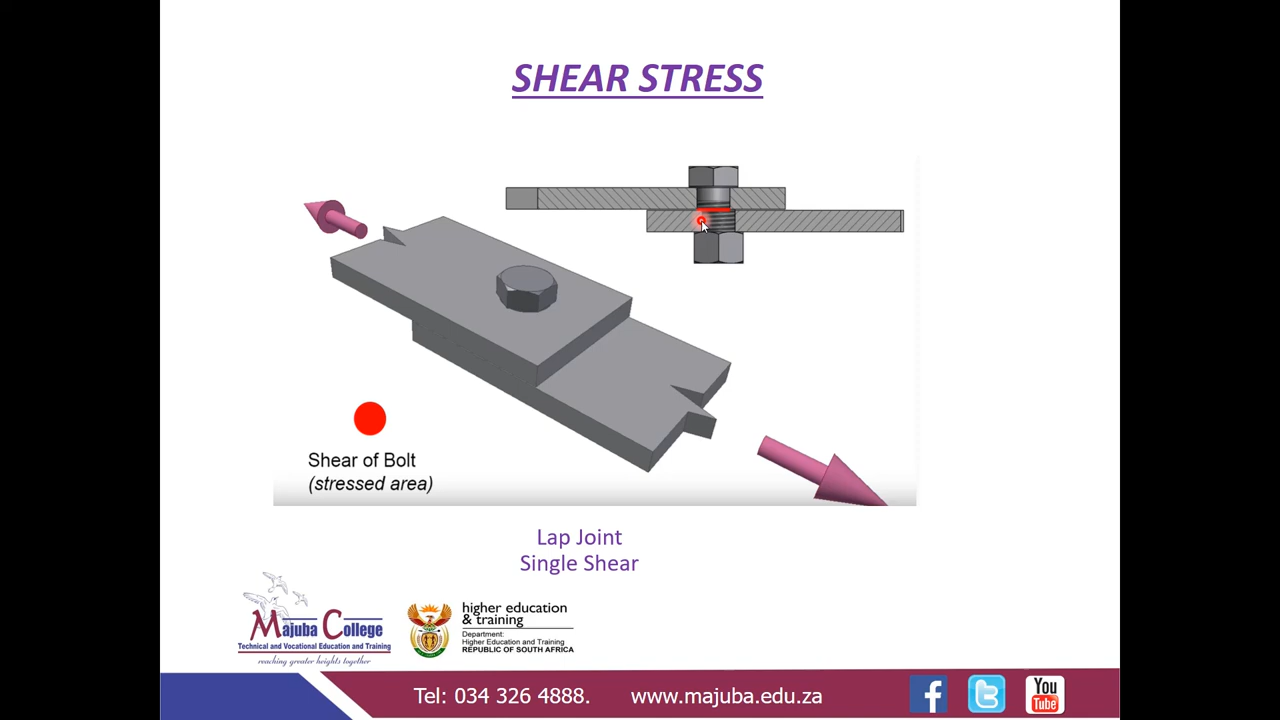 SHEAR STRESS
Shear of Bolt
(stressed area)
Lap Joint
Single Shear
Majuba College
Technical and Vocational Education and Training
reaching greater heights together
higher education
& training
Department:
Higher Education and Training
REPUBLIC OF SOUTH AFRICA
Tel: 034 326 4888. www.majuba.edu.za
You
Tube